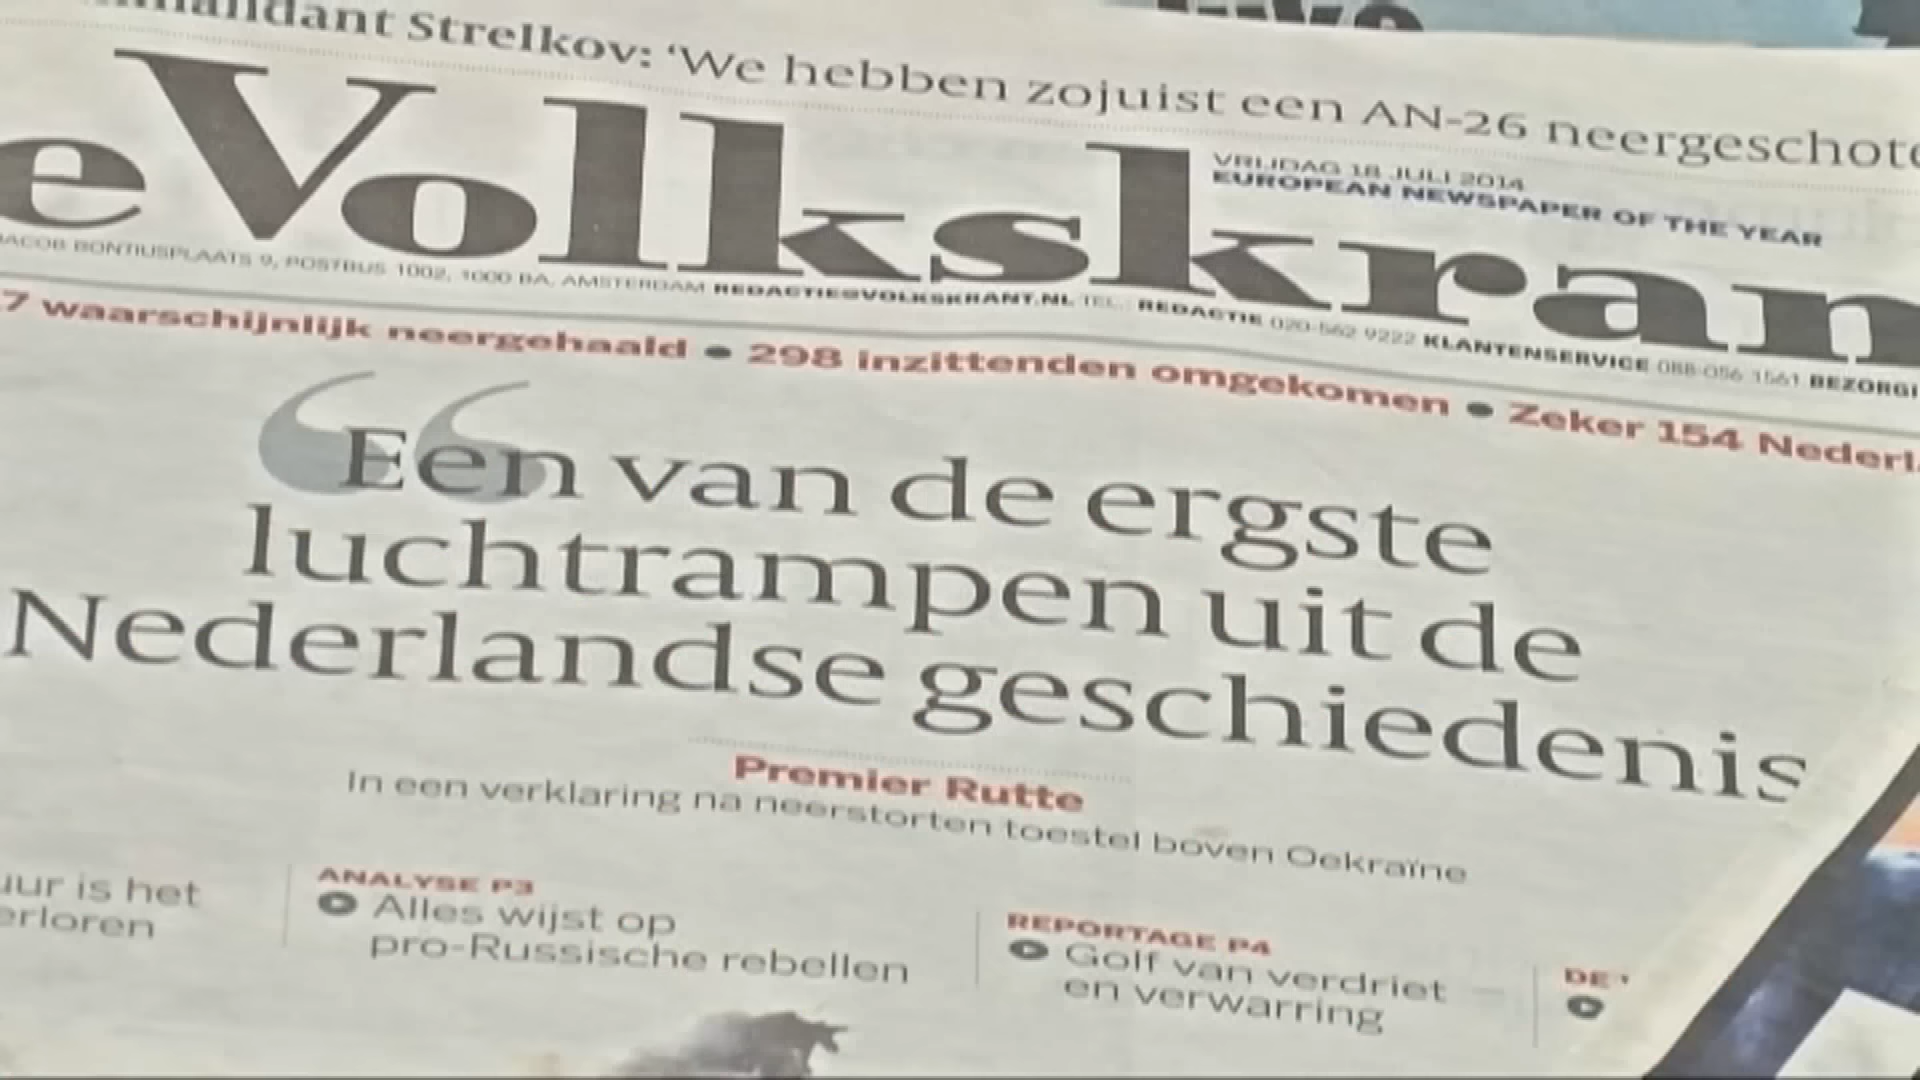 Strelkov: 'We hebben zojuist een AN-26
eVolkskran
VRIJDAG 18 JULI 2014
EUROPEAN NEWSPAPER OF THE YEAR
JACOB BONTIUSPLAATS 9, POSTBUS 1002, 1000 BA, AMSTERDAM REDACTIE@VOLKSKRANT.NL TEL.: REDACTIE 020-562 9222 KLANTENSERVICE 088-056 1561
7 waarschijnlijk neergehaald ● 298 inzittenden omgekomen ● Zeker 154
“Een van de ergste
luchtrampen uit de
Nederlandse geschiedenis
Premier Rutte
In een verklaring na neerstorten toestel boven Oekraïne
is het
ANALYSE P3
Alles wijst op
pro-Russische rebellen
REPORTAGE P4
Golf van verdriet
en verwarring
DE '